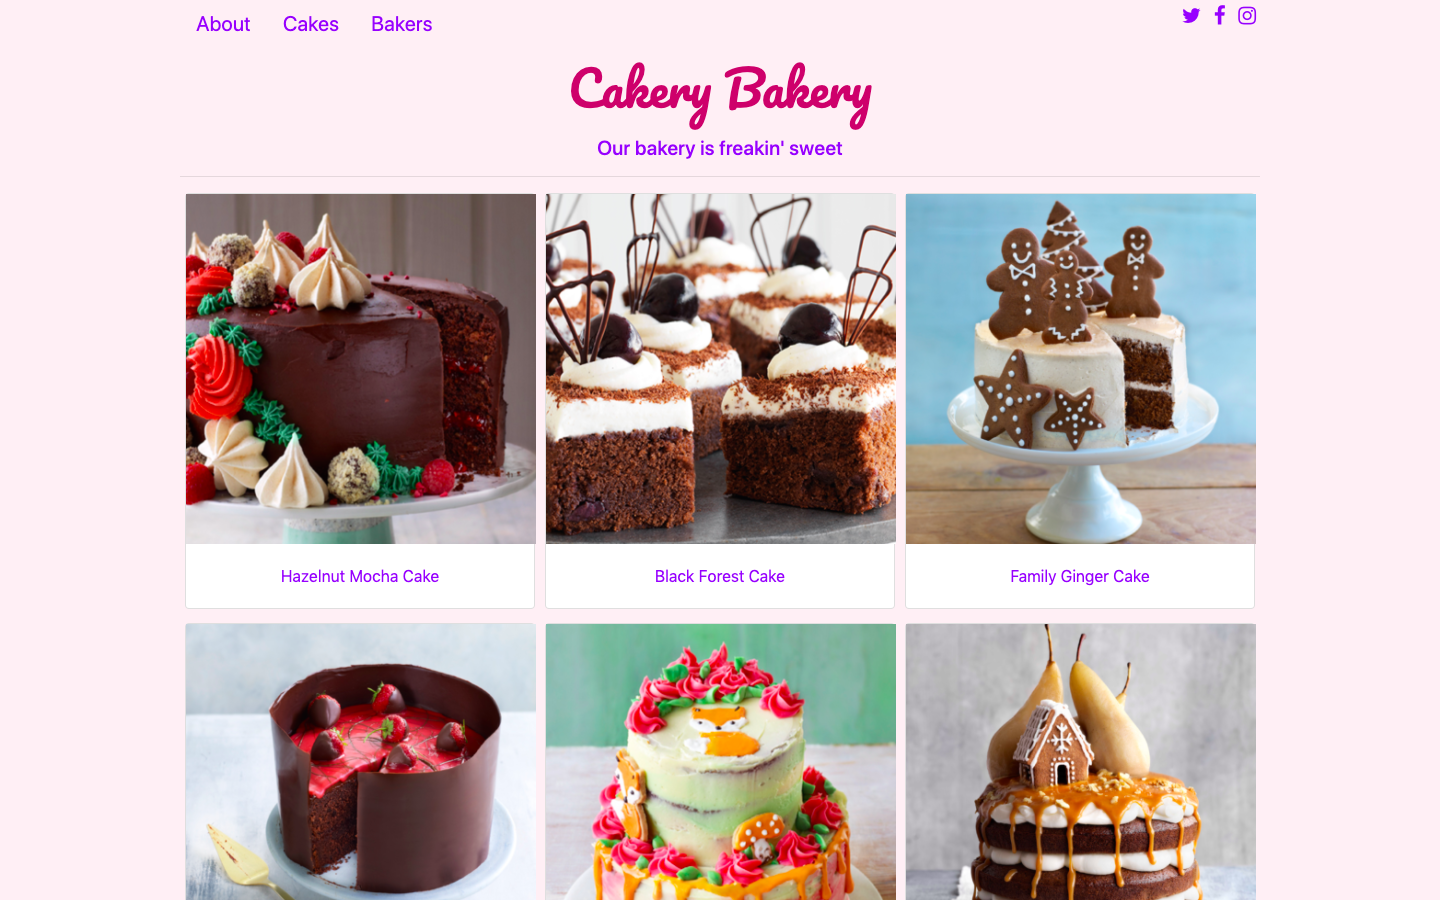 About Cakes Bakers
Cakery Bakery
Our bakery is freakin' sweet
Hazelnut Mocha Cake
Black Forest Cake
Family Ginger Cake